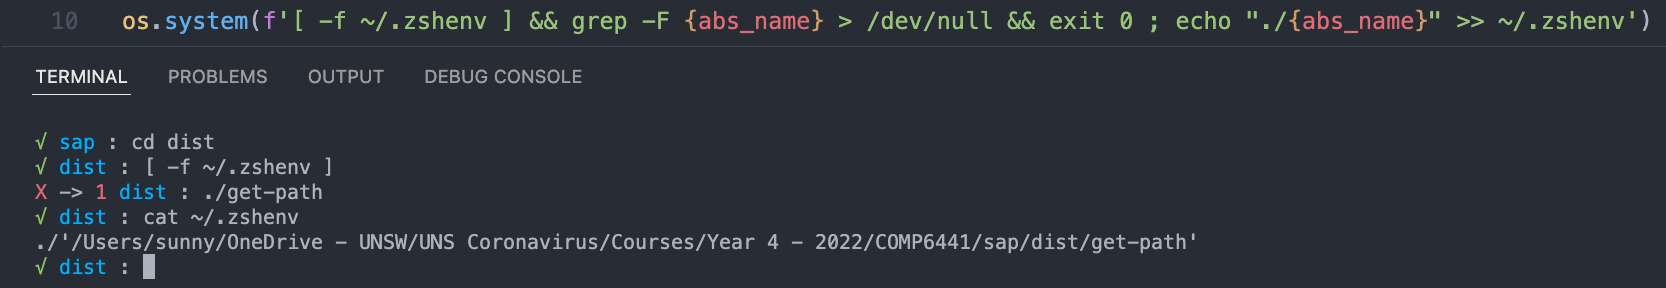 10 os.system(f'[ -f ~/.zshenv ] && grep -F {abs_name} > /dev/null && exit 0 ; echo "./{abs_name}" >> ~/.zshenv')
TERMINAL PROBLEMS OUTPUT DEBUG CONSOLE
√ sap : cd dist
√ dist : [ -f ~/.zshenv ]
X -> 1 dist : ./get-path
√ dist : cat ~/.zshenv
./'/Users/sunny/OneDrive - UNSW/UNS Coronavirus/Courses/Year 4 - 2022/COMP6441/sap/dist/get-path'
√ dist :